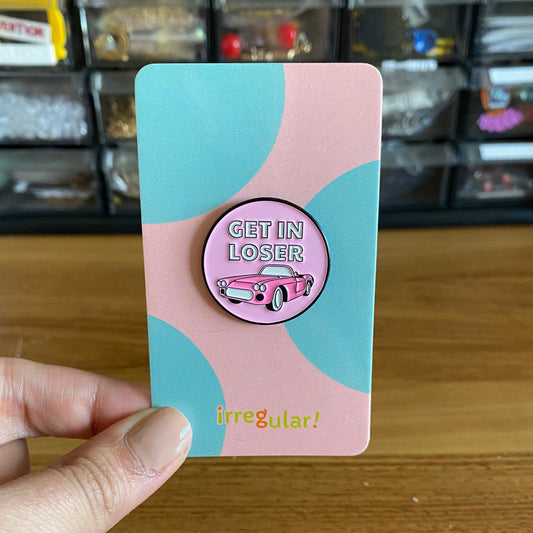 GET IN
LOSER
irregular!